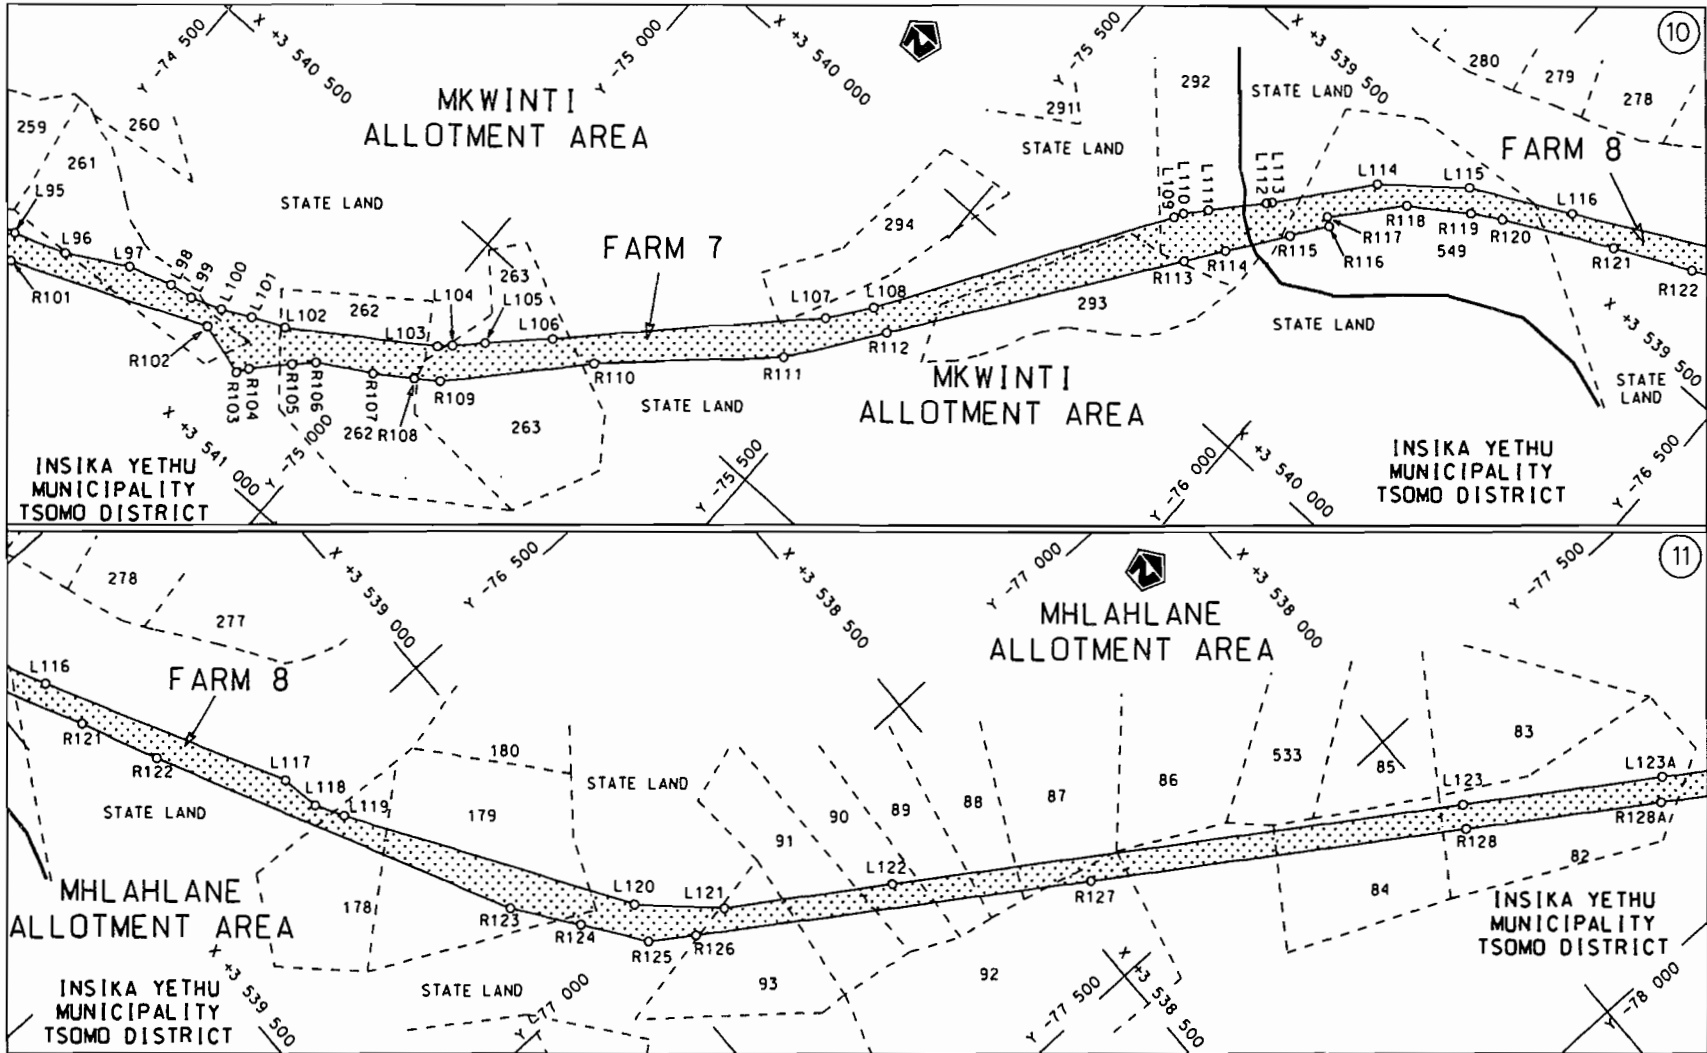 10
Y -74 500
X +3 540 500
Y -75 000
X +3 540 000
Y -75 500
X +3 539 500
MKWINTI
ALLOTMENT AREA
STATE LAND
259
260
261
291
292
STATE LAND
STATE LAND
280
279
278
FARM 8
L95
L96
L97
L98
L99
L100
L101
L102
L103
L104
L105
L106
L107
L108
L109
L110
L111
L112
L113
L114
L115
L116
262
263
FARM 7
294
R101
R102
R103
R104
R105
R106
R107
R108
R109
R110
R111
R112
R113
R114
R115
R116
R117
R118
R119
R120
R121
R122
549
293
262
263
STATE LAND
STATE LAND
STATE
LAND
MKWINTI
ALLOTMENT AREA
X +3 541 000
Y -75 000
Y -75 500
Y -76 000
X +3 540 000
X +3 539 500
Y -76 500
INSIKA YETHU
MUNICIPALITY
TSOMO DISTRICT
INSIKA YETHU
MUNICIPALITY
TSOMO DISTRICT
11
X +3 539 000
Y -76 500
X +3 538 500
Y -77 000
X +3 538 000
Y -77 500
278
277
MHLAHLANE
ALLOTMENT AREA
FARM 8
L116
L117
L118
L119
L120
L121
L122
L123
L123A
R121
R122
R123
R124
R125
R126
R127
R128
R128A
STATE LAND
180
179
178
STATE LAND
91
90
89
88
87
86
533
85
83
84
82
93
92
MHLAHLANE
ALLOTMENT AREA
STATE LAND
X +3 539 500
Y -77 000
Y -77 500
X +3 538 500
Y -78 000
INSIKA YETHU
MUNICIPALITY
TSOMO DISTRICT
INSIKA YETHU
MUNICIPALITY
TSOMO DISTRICT